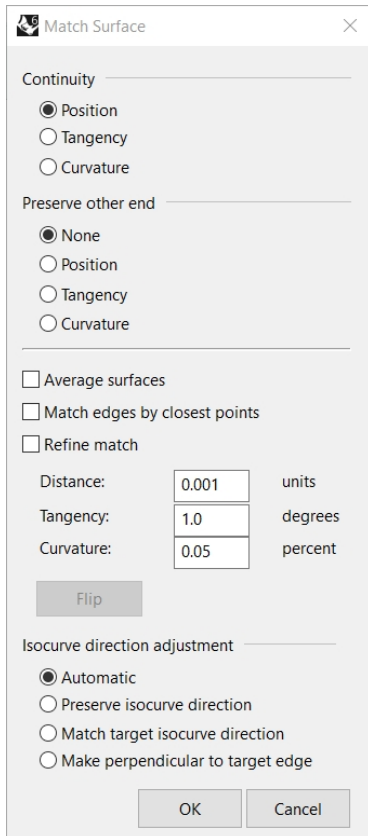 6 Match Surface
Continuity
Position
Tangency
Curvature
Preserve other end
None
Position
Tangency
Curvature
Average surfaces
Match edges by closest points
Refine match
Distance: 0.001 units
Tangency: 1.0 degrees
Curvature: 0.05 percent
Flip
Isocurve direction adjustment
Automatic
Preserve isocurve direction
Match target isocurve direction
Make perpendicular to target edge
OK Cancel